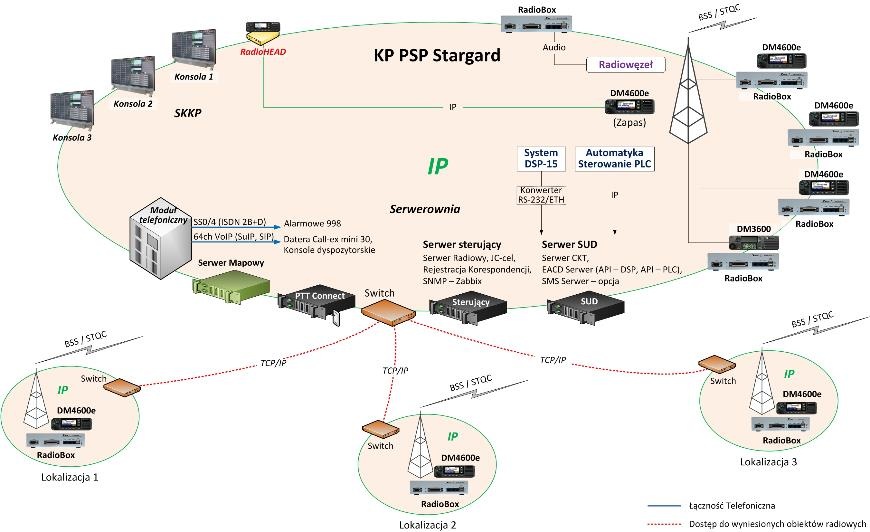 RadioBox
BSS / STQC
RadioHEAD
KP PSP Stargard
Audio
Radiowęzeł
DM4600e
RadioBox
Konsola 1
Konsola 2
Konsola 3
SKKP
IP
DM4600e
(Zapas)
DM4600e
RadioBox
System
DSP-15
Automatyka
Sterowanie PLC
IP
Konwerter
RS-232/ETH
IP
DM4600e
RadioBox
Serwerownia
Moduł
telefoniczny
SS0/4 (ISDN 2B+D)
Alarmowe 998
64ch VoIP (SuIP, SIP)
Datera Call-ex mini 30,
Konsole dyspozytorskie
DM3600
RadioBox
Serwer sterujący
Serwer Radiowy, JC-cel,
Rejestracja Korespondencji,
SNMP – Zabbix
Serwer SUD
Serwer CKT,
EACD Serwer (API – DSP, API – PLC),
SMS Serwer – opcja
Serwer Mapowy
PTT Connect
Switch
Sterujący
SUD
BSS / STQC
TCP/IP
TCP/IP
TCP/IP
BSS / STQC
Switch
IP
DM4600e
RadioBox
Lokalizacja 1
BSS / STQC
Switch
IP
DM4600e
RadioBox
Lokalizacja 2
Switch
IP
DM4600e
RadioBox
Lokalizacja 3
Łączność Telefoniczna
Dostęp do wyniesionych obiektów radiowych